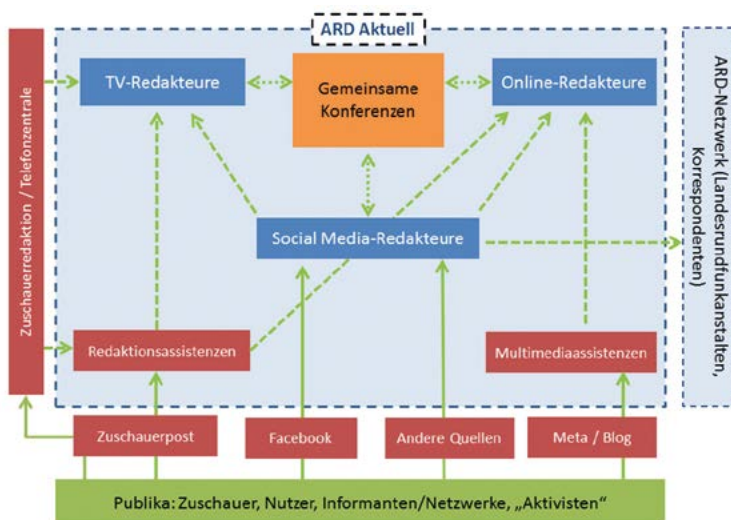 ARD Aktuell
Zuschauerredaktion / Telefonzentrale
TV-Redakteure
Gemeinsame
Konferenzen
Online-Redakteure
ARD-Netzwerk (Landesrundfunkanstalten,
Korrespondenten)
Social Media-Redakteure
Redaktionsassistenzen
Multimediaassistenzen
Zuschauerpost
Facebook
Andere Quellen
Meta / Blog
Publika: Zuschauer, Nutzer, Informanten/Netzwerke, „Aktivisten“